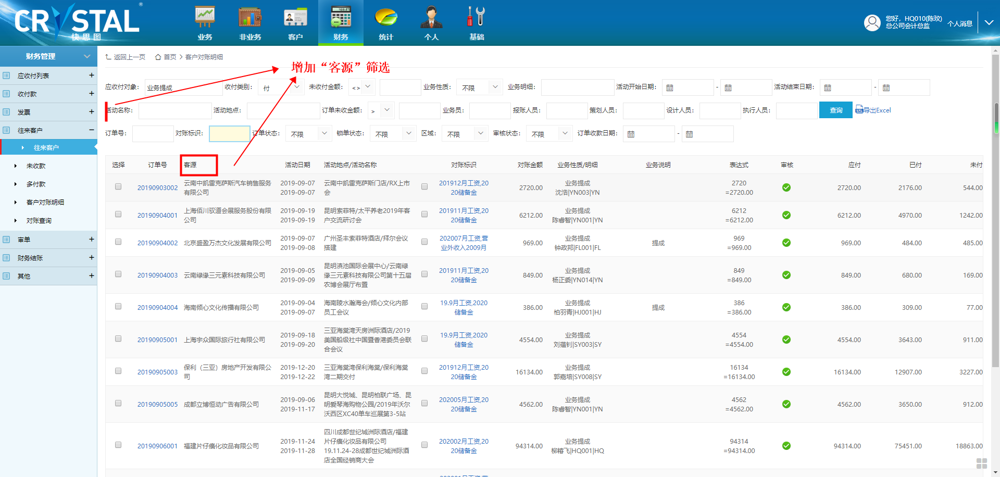 CRYSTAL
®
快思图
业务 非业务 客户 财务 统计 个人 基础
您好，HQ010(陈玟)
总公司会计总监
个人消息
财务管理
返回上一页 首页 > 客户对账明细
增加“客源”筛选
应收付列表 +
收付款 +
发票 +
往来客户 −
往来客户
未收款
多付款
客户对账明细
对账查询
审单 +
财务结账 +
其他 +
应收付对象: 业务提成 收付类别: 付 未收付金额: <> 业务性质: 不限 业务明细: 活动开始日期: - 活动结束日期: -
活动名称: 活动地点: 订单未收金额: > 业务员: 报账人员: 策划人员: 设计人员: 执行人员: 查询 导出Excel
订单号: 对账标识: 订单状态: 不限 锁单状态: 不限 区域: 不限 审核状态: 不限 订单收款日期: -
选择 订单号 客源 活动日期 活动地点/活动名称 对账标识 对账金额 业务性质/明细 业务说明 表达式 审核 应付 已付 未付
20190903002 云南中凯雷克萨斯汽车销售服务 2019-09-07 云南中凯雷克萨斯门店/RX上市 201912月工资,20 2720.00 业务提成 2720 2720.00 2176.00 544.00
有限公司 2019-09-07 会 20储备金 沈浩|YN003|YN =2720.00
20190904001 上海佰川驭道会展服务股份有限 2019-09-19 昆明索菲特/太平养老2019年客 201911月工资,20 6212.00 业务提成 6212 6212.00 4970.00 1242.00
公司 2019-09-19 户交流研讨会 20储备金 陈睿智|YN001|YN =6212.00
20190904002 北京盛盈万杰文化发展有限公司 2019-09-07 广州圣丰索菲特酒店/拜尔会议 202007月工资,营 969.00 业务提成 提成 969 969.00 484.00 485.00
2019-09-08 搭建 业外收入2009月 钟政邦|FL001|FL =969.00
20190904003 云南绿缘三元素科技有限公司 2019-09-05 昆明滇池国际会展中心/云南绿 201911月工资,20 849.00 业务提成 849 849.00 680.00 169.00
2019-09-09 缘三元素科技有限公司第十五届 20储备金 杨正委|YN014|YN =849.00
农博会展厅布置
20190904004 海南倾心文化传播有限公司 2019-09-04 海南陵水瀚海会/倾心文化内部 19.9月工资,2020 386.00 业务提成 提成 386 386.00 309.00 77.00
2019-09-07 员工会议 储备金 柏羽青|HJ001|HJ =386.00
20190905001 上海宇众国际旅行社有限公司 2019-09-18 三亚海棠湾天房洲际酒店/2019 19.9月工资,2020 4554.00 业务提成 4554 4554.00 3643.00 911.00
2019-09-20 美国船级社中国暨香港委员会联 储备金 刘蕴钊|SY003|SY =4554.00
合会议
20190905003 保利（三亚）房地产开发有限公 2019-12-20 三亚海棠湾保利海棠/保利海棠 201912月工资,20 16134.00 业务提成 16134 16134.00 12907.00 3227.00
司 2019-12-22 湾二期交付 20储备金 郭嘉培|SY008|SY =16134.00
20190905005 成都立博恒动广告有限公司 2019-09-06 昆明大悦城、昆明柏联广场、昆 202005月工资,20 4562.00 业务提成 4562 4562.00 3650.00 912.00
2019-11-17 明爱琴海购物公园/2019年沃尔 20储备金 陈睿智|YN001|YN =4562.00
沃西区XC40单车巡展第3-5站
20190906001 福建片仔癀化妆品有限公司 2019-11-24 四川成都世纪城洲际酒店/福建 202002月工资,20 94314.00 业务提成 94314 94314.00 75451.00 18863.00
2019-11-28 片仔癀化妆品有限公司 20储备金 柳椿飞|HQ001|HQ =94314.00
19.11.24-28成都世纪城洲际酒
店全国经销商大会